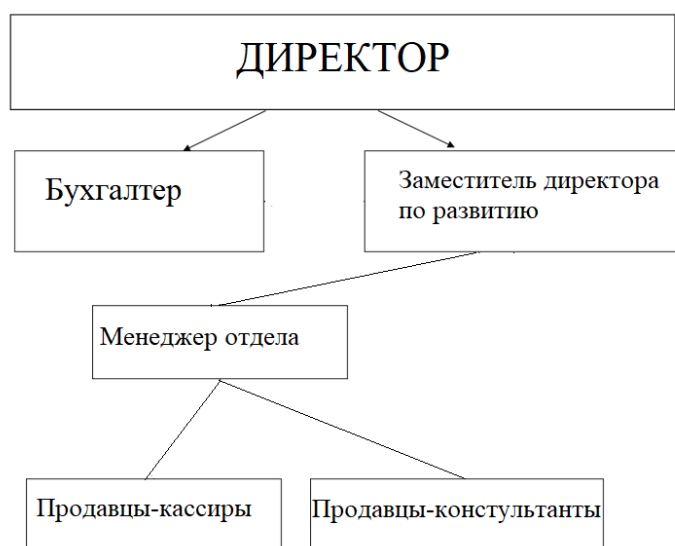 ДИРЕКТОР
Бухгалтер
Заместитель директора
по развитию
Менеджер отдела
Продавцы-кассиры
Продавцы-констультанты